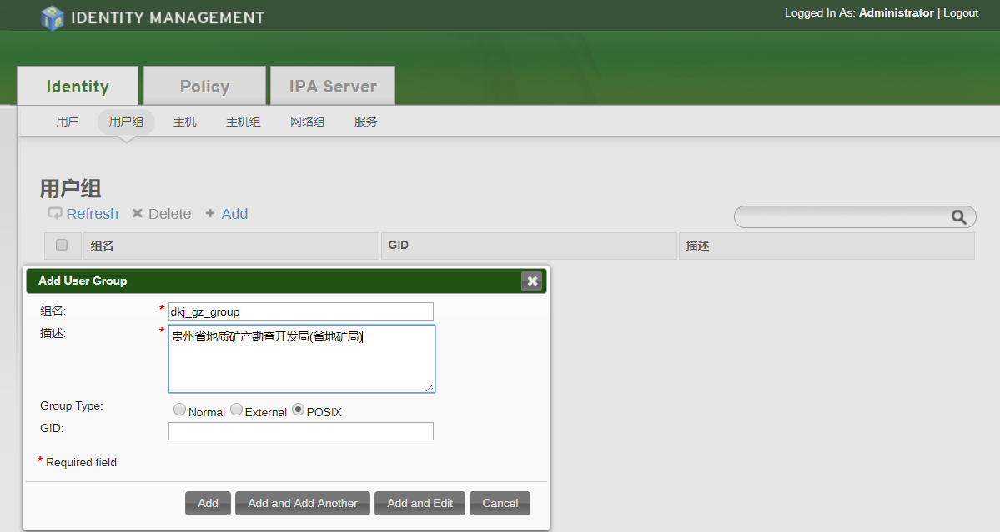 IDENTITY MANAGEMENT
Logged In As: Administrator | Logout
Identity Policy IPA Server
用户 用户组 主机 主机组 网络组 服务
用户组
Refresh Delete Add
组名 GID 描述
Add User Group
组名: * dkj_gz_group
描述: * 贵州省地质矿产勘查开发局(省地矿局)
Group Type: Normal External POSIX
GID:
* Required field
Add Add and Add Another Add and Edit Cancel